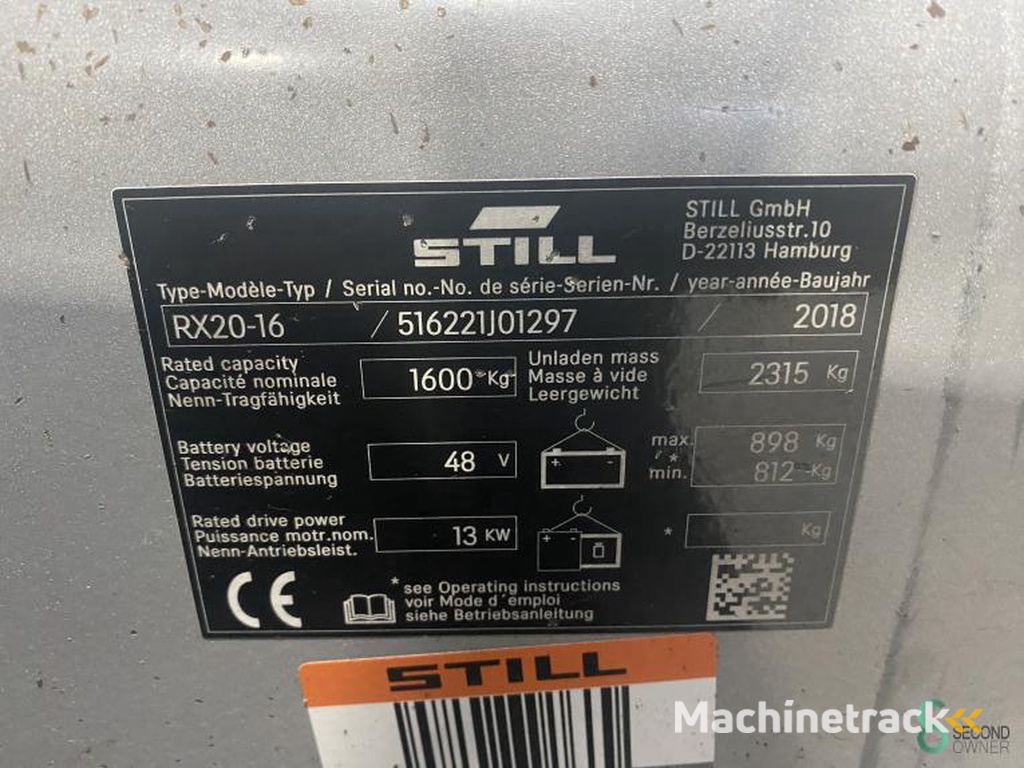 STILL
STILL GmbH
Berzeliusstr.10
D-22113 Hamburg
Type-Modèle-Typ / Serial no.-No. de série-Serien-Nr. / year-année-Baujahr
RX20-16 / 516221J01297 / 2018
Rated capacity
Capacité nominale
Nenn-Tragfähigkeit
1600 Kg
Unladen mass
Masse à vide
Leergewicht
2315 Kg
Battery voltage
Tension batterie
Batteriespannung
48 V
+ -
max. 898 Kg
*
min. 812 Kg
Rated drive power
Puissance motr.nom.
Nenn-Antriebsleist.
13 KW
+ -
* Kg
CE
* see Operating instructions
voir Mode d'emploi
siehe Betriebsanleitung
STILL
Machinetrack
SECOND
OWNER